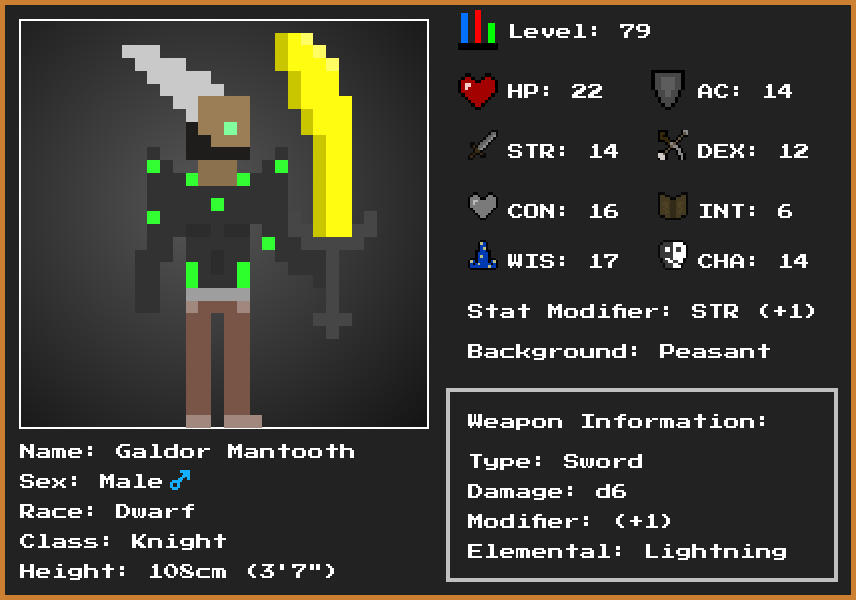 Level: 79
HP: 22
AC: 14
STR: 14
DEX: 12
CON: 16
INT: 6
WIS: 17
CHA: 14
Stat Modifier: STR (+1)
Background: Peasant
Weapon Information:
Type: Sword
Damage: d6
Modifier: (+1)
Elemental: Lightning
Name: Galdor Mantooth
Sex: Male♂
Race: Dwarf
Class: Knight
Height: 108cm (3'7")